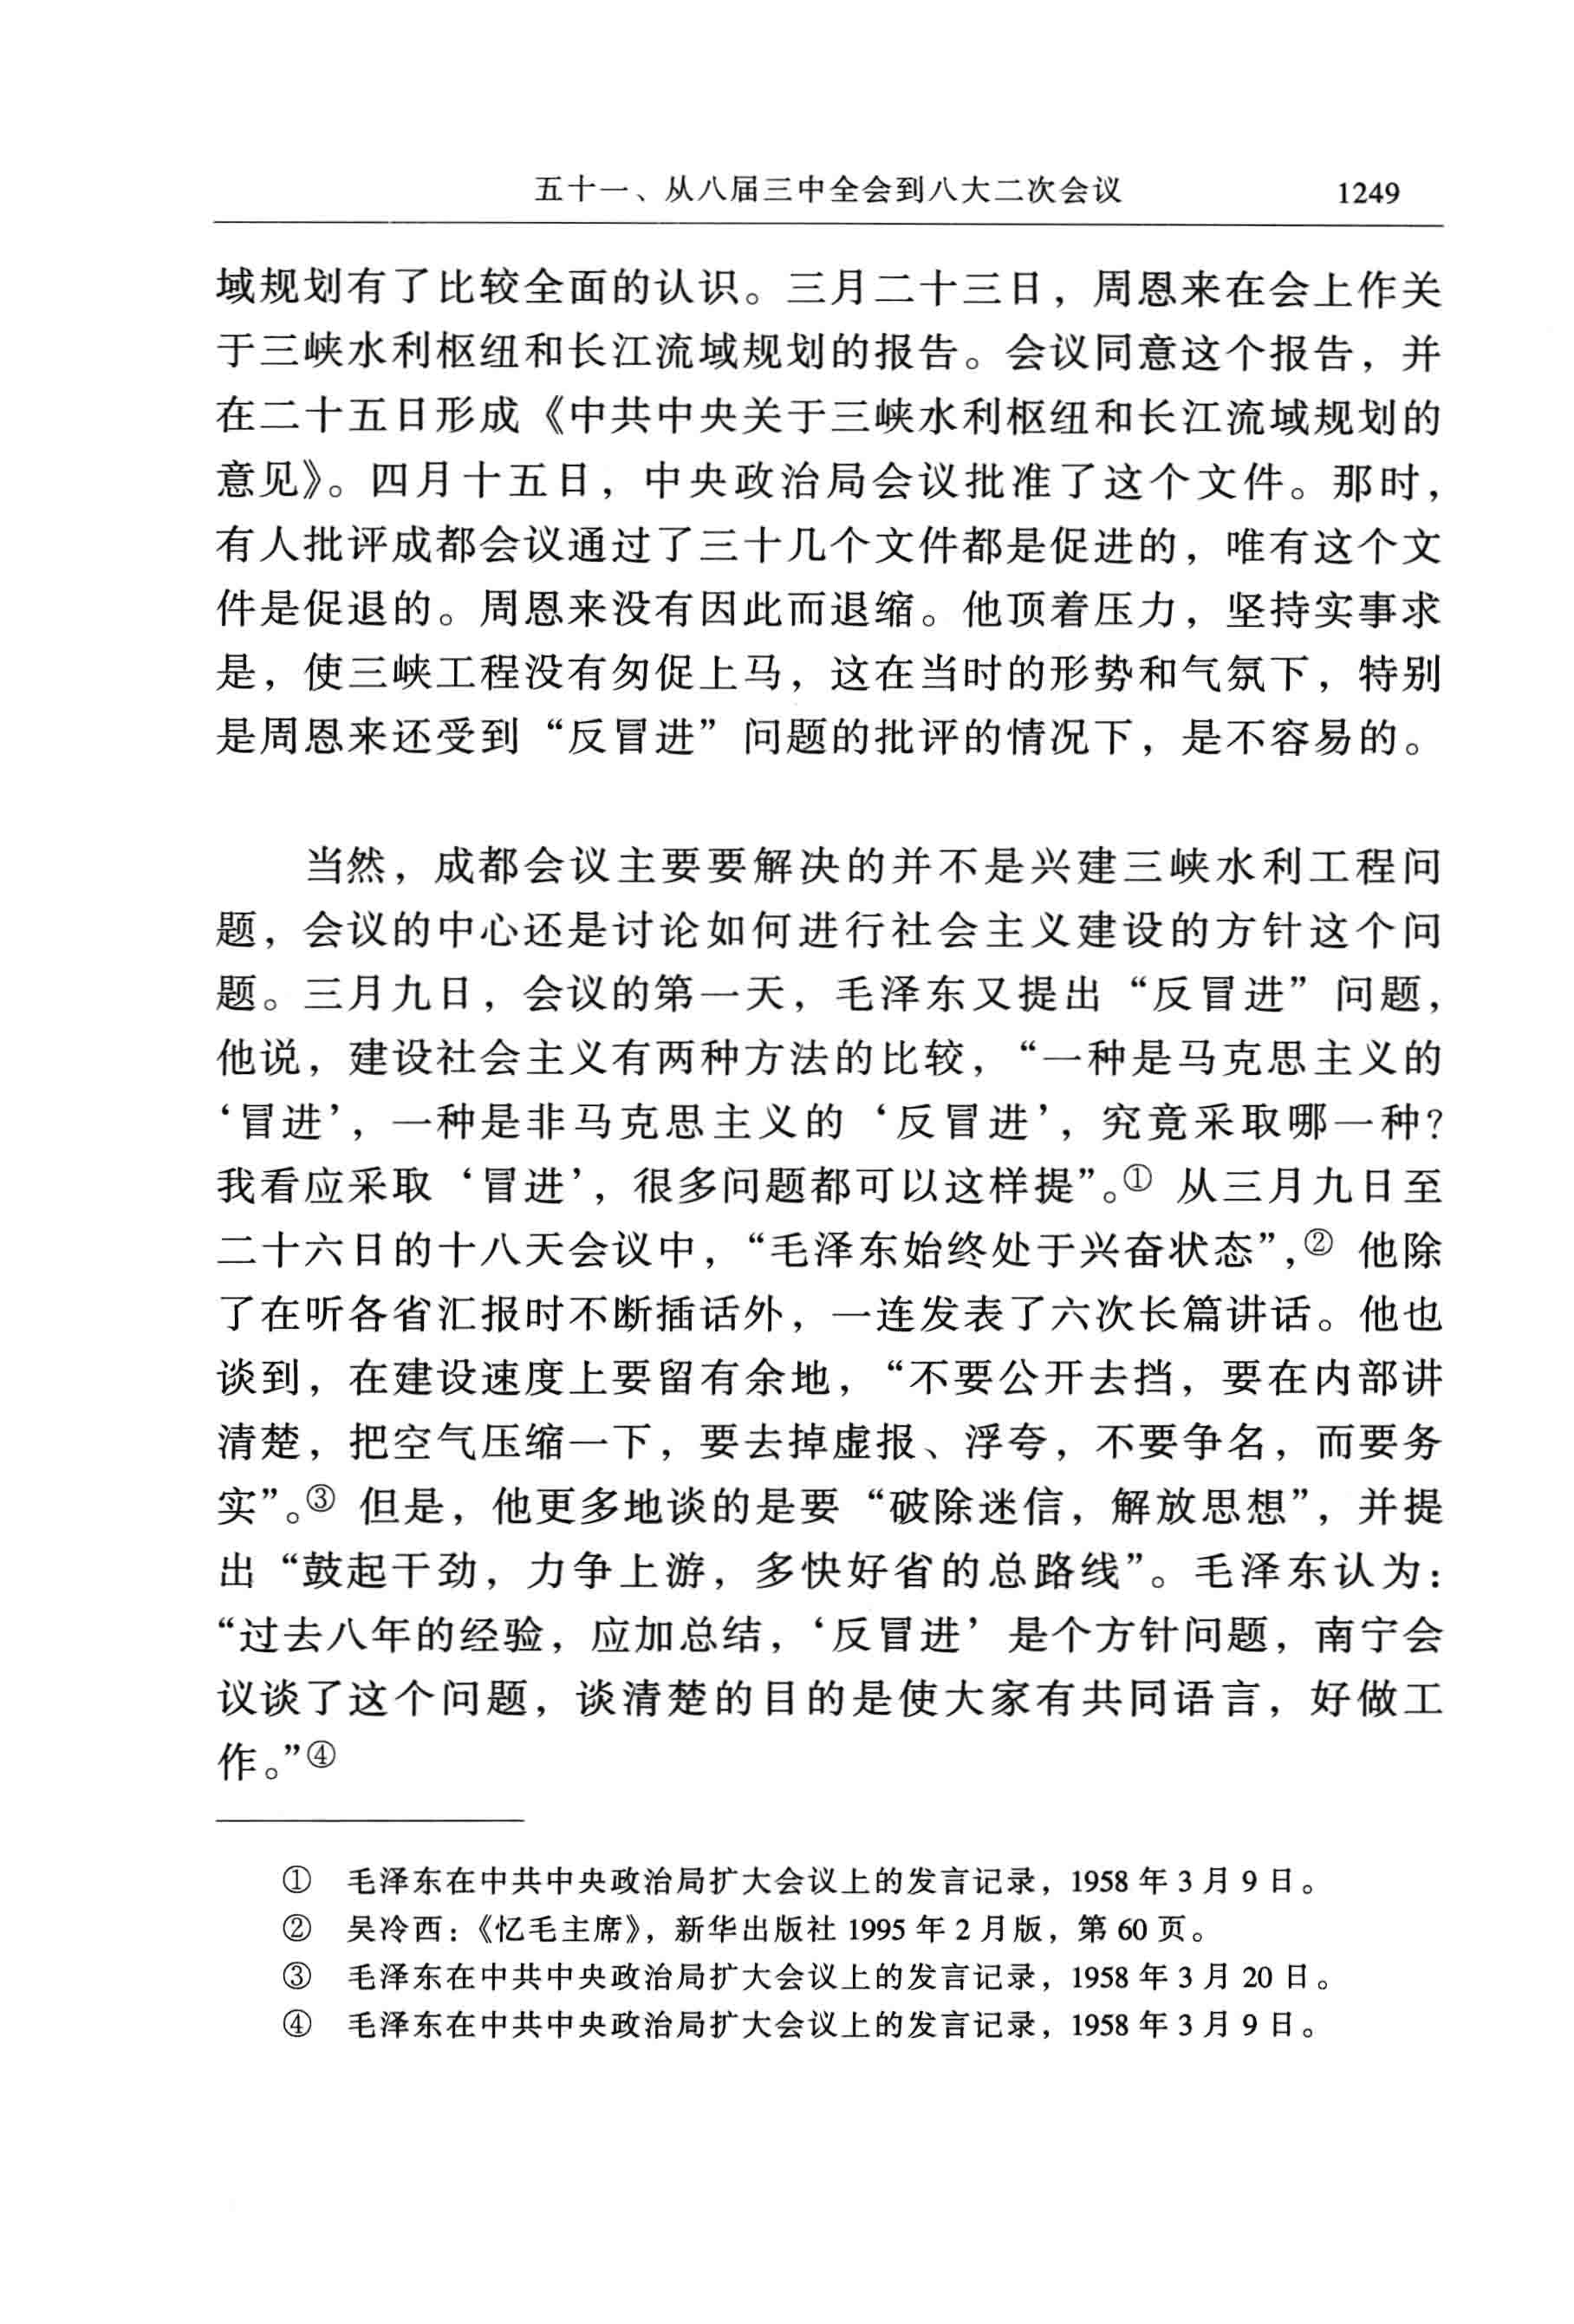 五十一、从八届三中全会到八大二次会议 1249
域规划有了比较全面的认识。三月二十三日，周恩来在会上作关
于三峡水利枢纽和长江流域规划的报告。会议同意这个报告，并
在二十五日形成《中共中央关于三峡水利枢纽和长江流域规划的
意见》。四月十五日，中央政治局会议批准了这个文件。那时，
有人批评成都会议通过了三十几个文件都是促进的，唯有这个文
件是促退的。周恩来没有因此而退缩。他顶着压力，坚持实事求
是，使三峡工程没有匆促上马，这在当时的形势和气氛下，特别
是周恩来还受到“反冒进”问题的批评的情况下，是不容易的。
当然，成都会议主要要解决的并不是兴建三峡水利工程问
题，会议的中心还是讨论如何进行社会主义建设的方针这个问
题。三月九日，会议的第一天，毛泽东又提出“反冒进”问题，
他说，建设社会主义有两种方法的比较，“一种是马克思主义的
‘冒进’，一种是非马克思主义的‘反冒进’，究竟采取哪一种？
我看应采取‘冒进’，很多问题都可以这样提”。① 从三月九日至
二十六日的十八天会议中，“毛泽东始终处于兴奋状态”，② 他除
了在听各省汇报时不断插话外，一连发表了六次长篇讲话。他也
谈到，在建设速度上要留有余地，“不要公开去挡，要在内部讲
清楚，把空气压缩一下，要去掉虚报、浮夸，不要争名，而要务
实”。③ 但是，他更多地谈的是要“破除迷信，解放思想”，并提
出“鼓起干劲，力争上游，多快好省的总路线”。毛泽东认为：
“过去八年的经验，应加总结，‘反冒进’是个方针问题，南宁会
议谈了这个问题，谈清楚的目的是使大家有共同语言，好做工
作。”④
① 毛泽东在中共中央政治局扩大会议上的发言记录，1958 年 3 月 9 日。
② 吴冷西：《忆毛主席》，新华出版社 1995 年 2 月版，第 60 页。
③ 毛泽东在中共中央政治局扩大会议上的发言记录，1958 年 3 月 20 日。
④ 毛泽东在中共中央政治局扩大会议上的发言记录，1958 年 3 月 9 日。